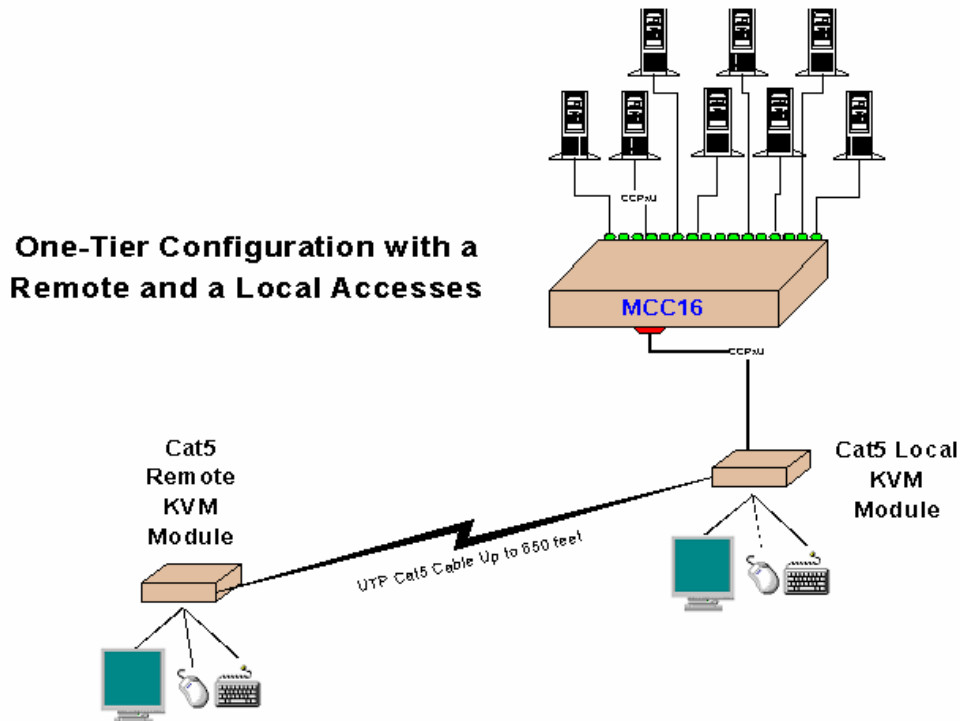 CCPxU
One-Tier Configuration with a
Remote and a Local Accesses
MCC16
CCPxU
Cat5
Remote
KVM
Module
Cat5 Local
KVM
Module
UTP Cat5 Cable Up to 650 feet